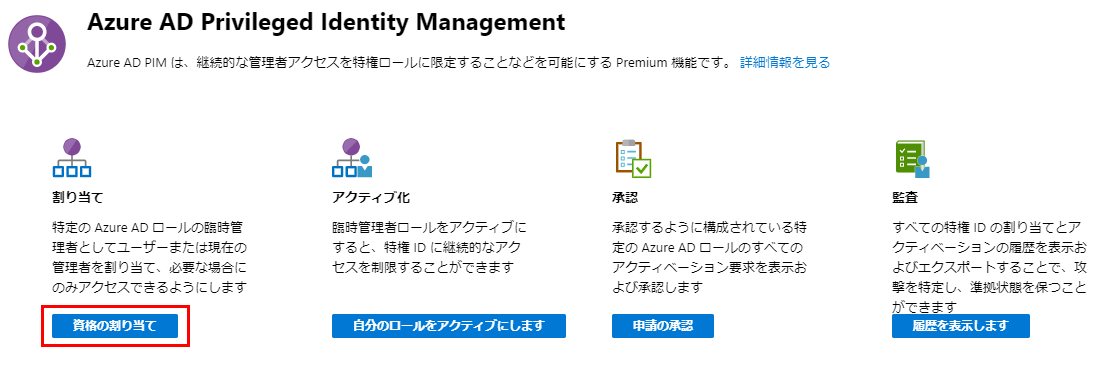 Azure AD Privileged Identity Management
Azure AD PIM は、継続的な管理者アクセスを特権ロールに限定することなどを可能にする Premium 機能です。 詳細情報を見る
割り当て
特定の Azure AD ロールの臨時管
理者としてユーザーまたは現在の
管理者を割り当て、必要な場合に
のみアクセスできるようにします
資格の割り当て
アクティブ化
臨時管理者ロールをアクティブに
すると、特権 ID に継続的なアク
セスを制限することができます
自分のロールをアクティブにします
承認
承認するように構成されている特
定の Azure AD ロールのすべての
アクティベーション要求を表示お
よび承認します
申請の承認
監査
すべての特権 ID の割り当てとア
クティベーションの履歴を表示お
よびエクスポートすることで、攻
撃を特定し、準拠状態を保つこと
ができます
履歴を表示します